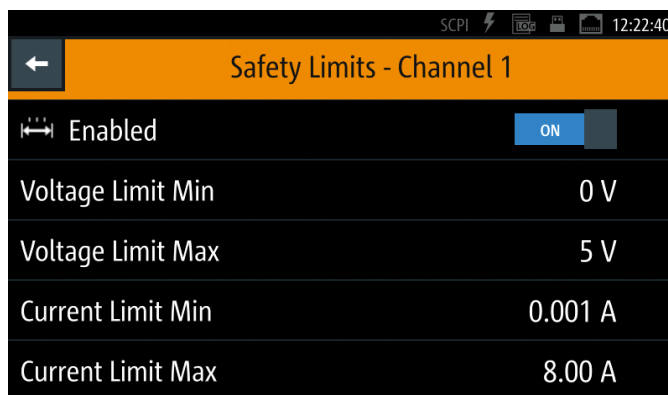 SCPI LOG 12:22:40
Safety Limits - Channel 1
Enabled ON
Voltage Limit Min 0 V
Voltage Limit Max 5 V
Current Limit Min 0.001 A
Current Limit Max 8.00 A